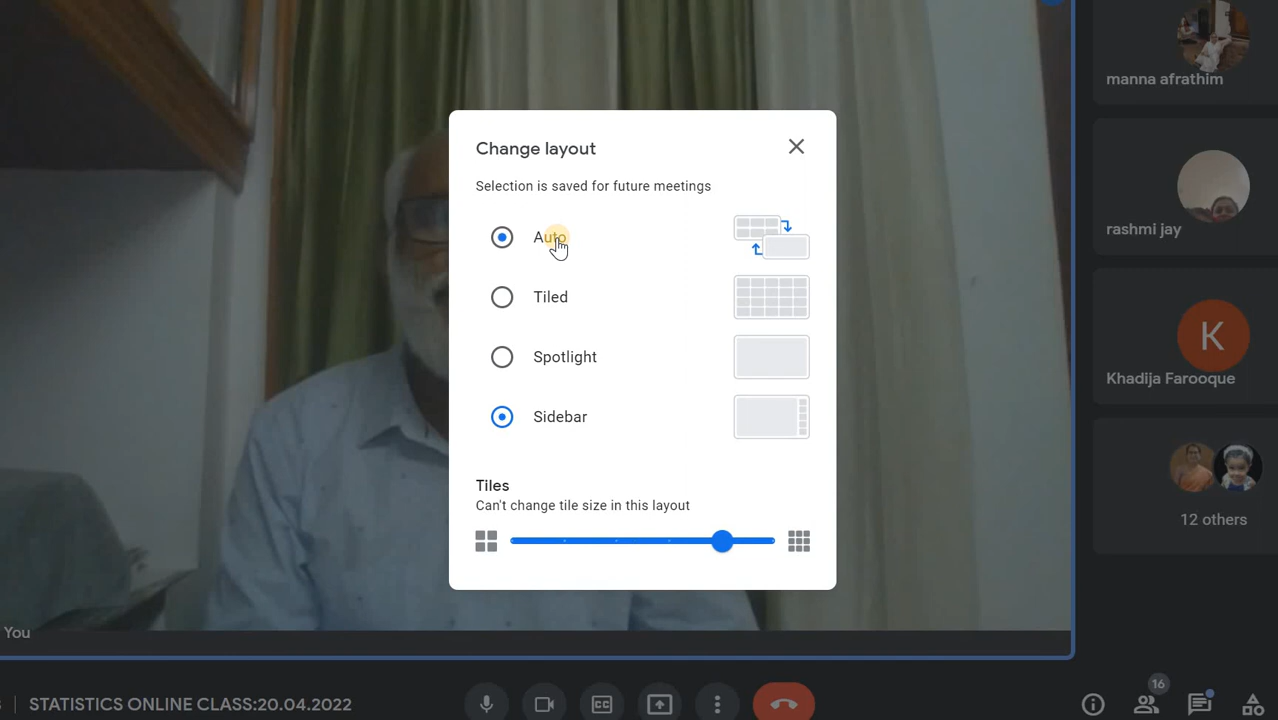 manna afrathim
Change layout
Selection is saved for future meetings
rashmi jay
Auto
Tiled
Spotlight
K
Khadija Farooque
Sidebar
Tiles
Can't change tile size in this layout
12 others
You
STATISTICS ONLINE CLASS:20.04.2022
CC
16